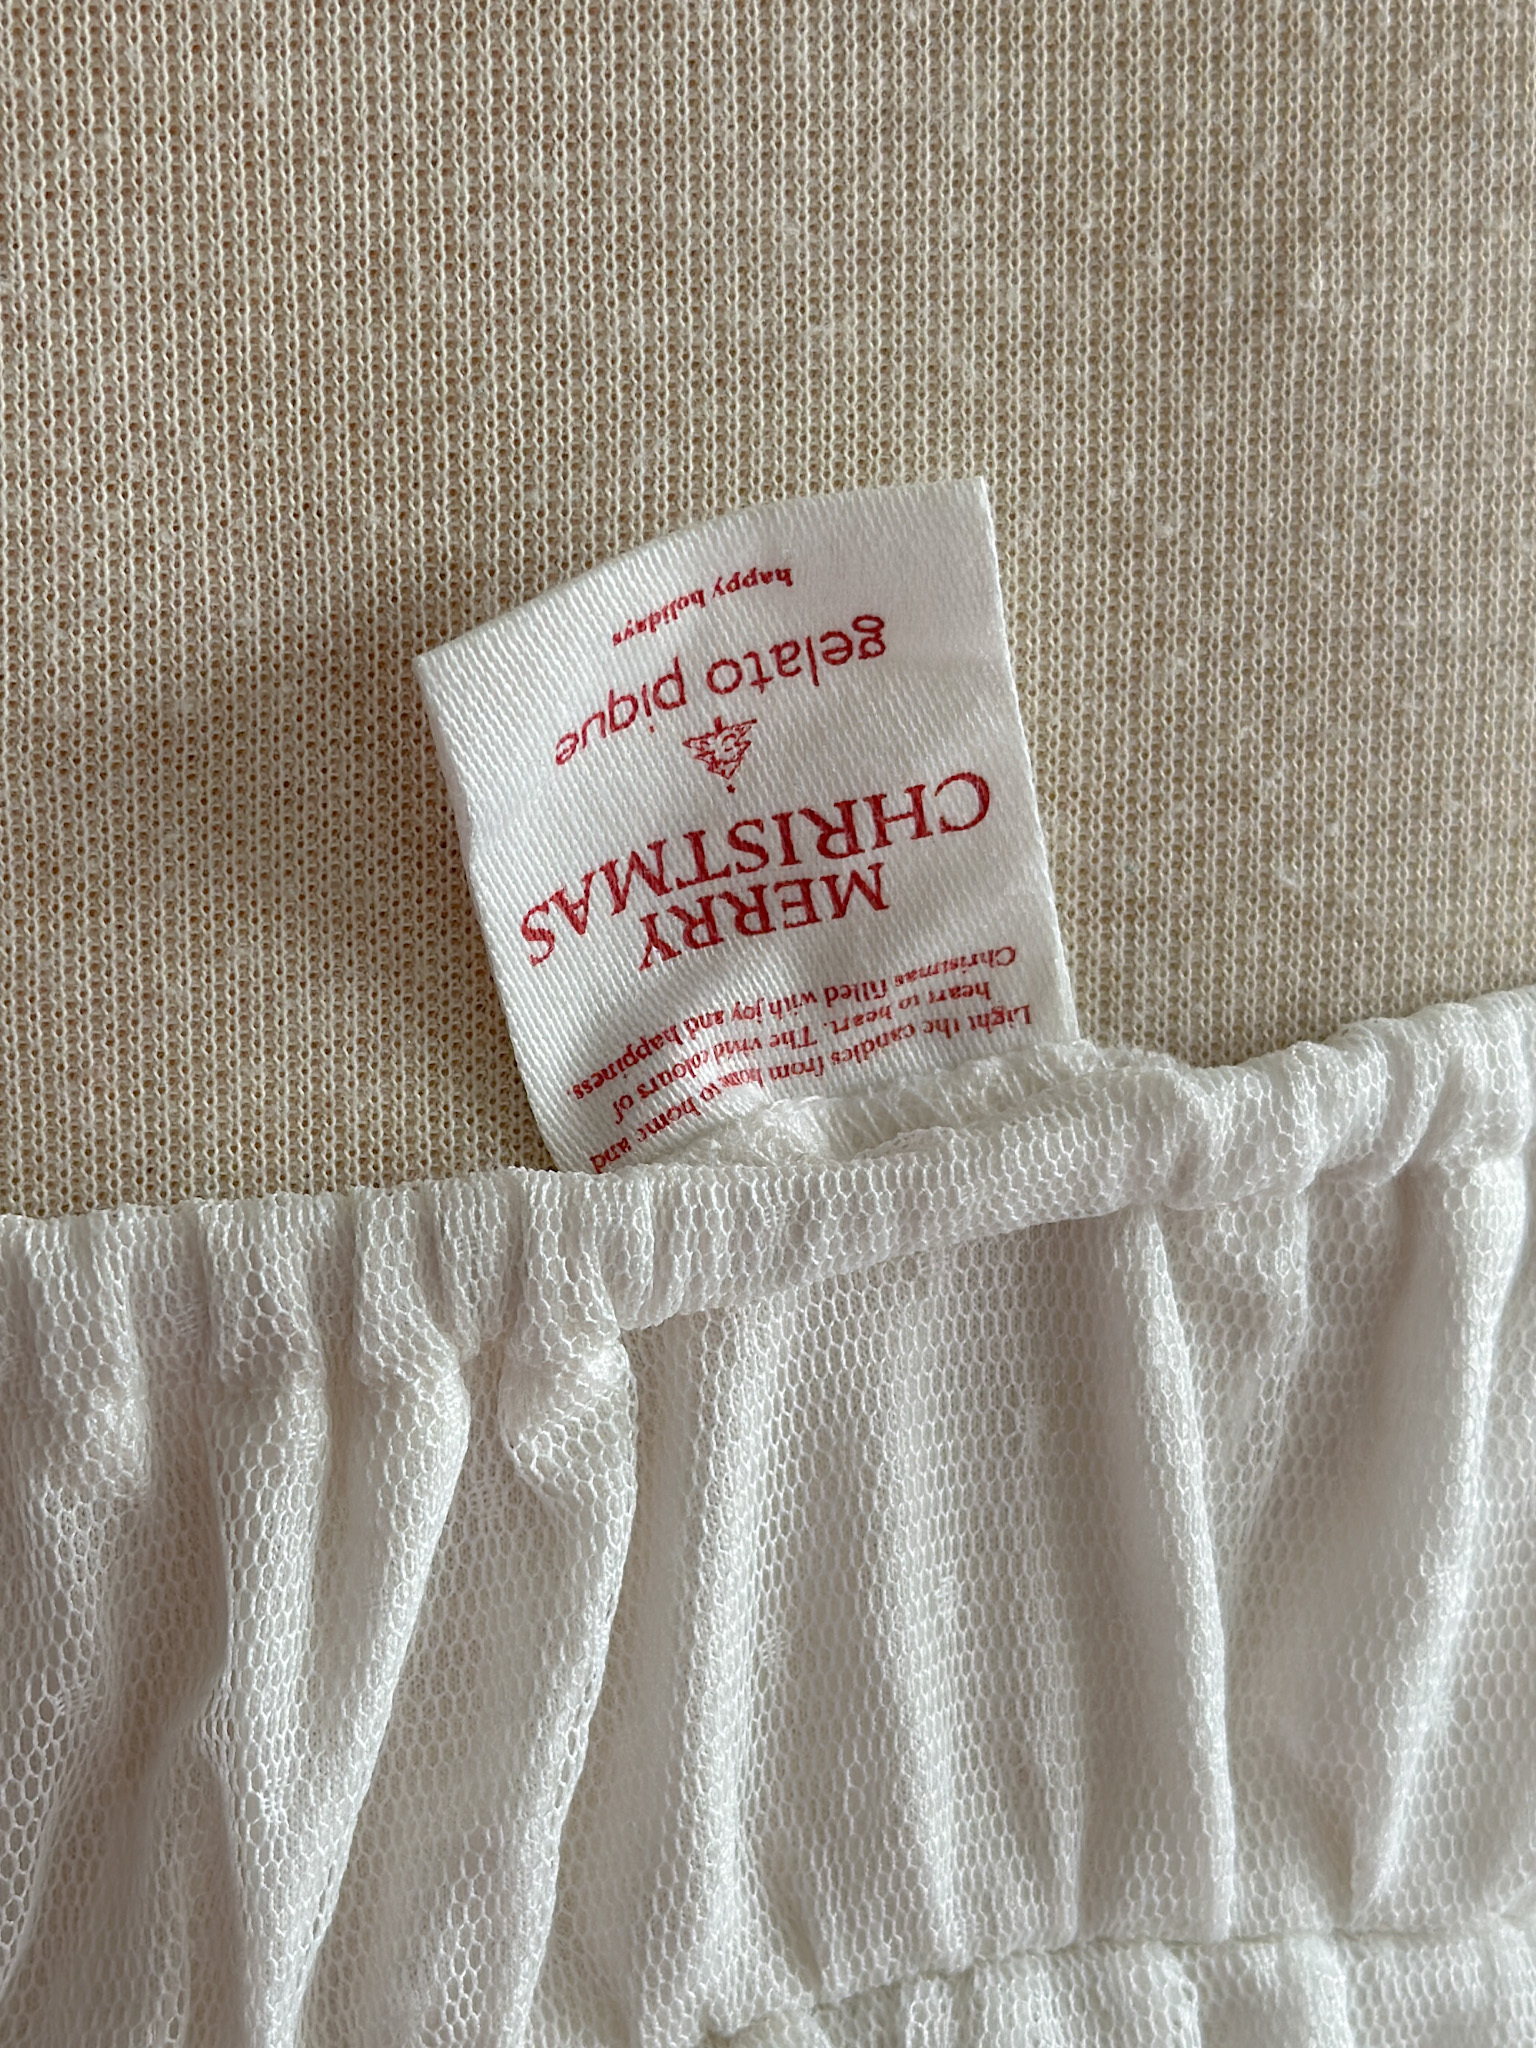 Light the candles from home to home and
heart to heart. The vivid colours of
Christmas filled with joy and happiness.
MERRY
CHRISTMAS
gelato pique
happy holidays